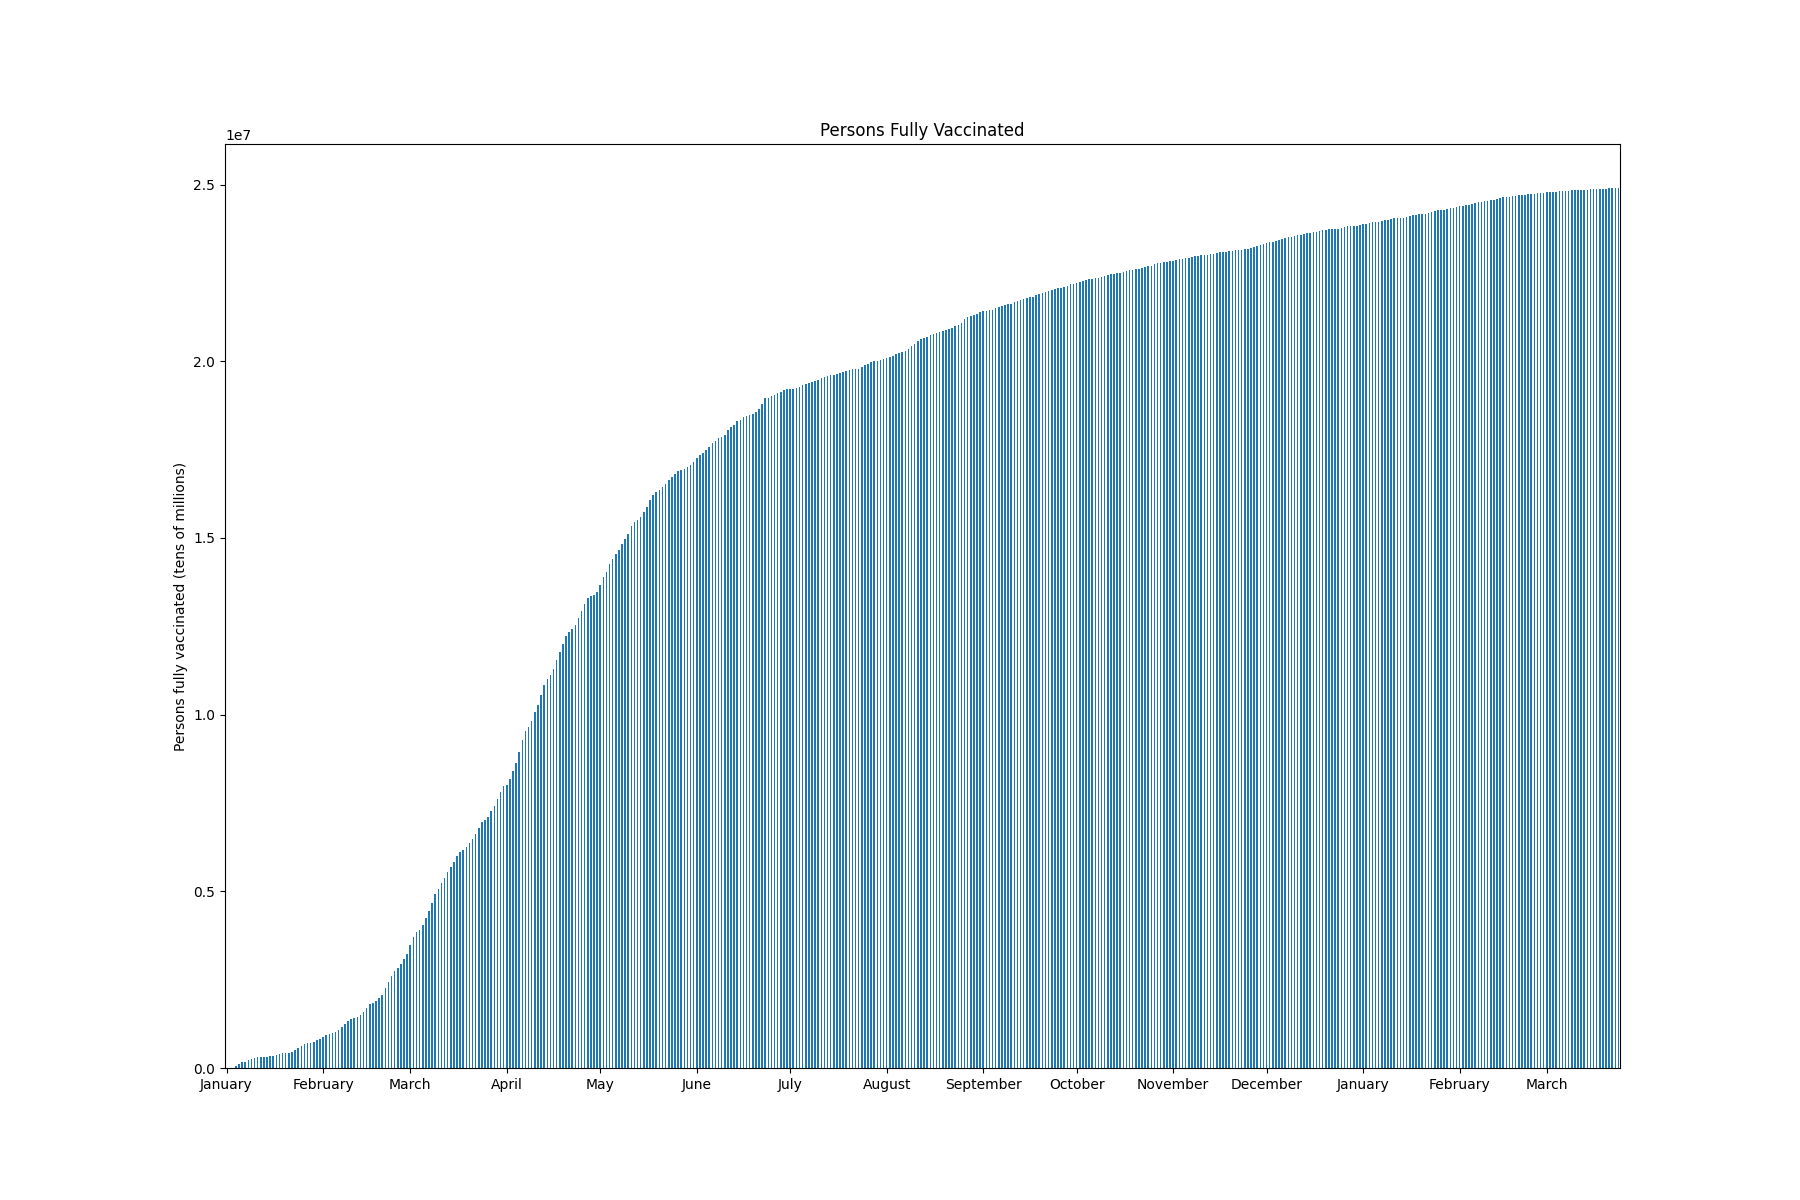 Persons Fully Vaccinated
1e7
2.5
2.0
1.5
1.0
0.5
0.0
Persons fully vaccinated (tens of millions)
January February March April May June July August September October November December January February March